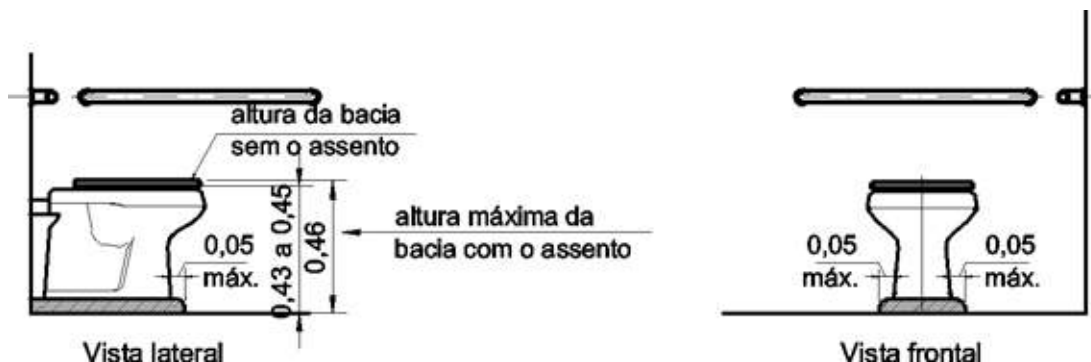 altura da bacia
sem o assento
0,43 a 0,45
0,46
altura máxima da
bacia com o assento
0,05
máx.
0,05
máx.
0,05
máx.
Vista lateral
Vista frontal